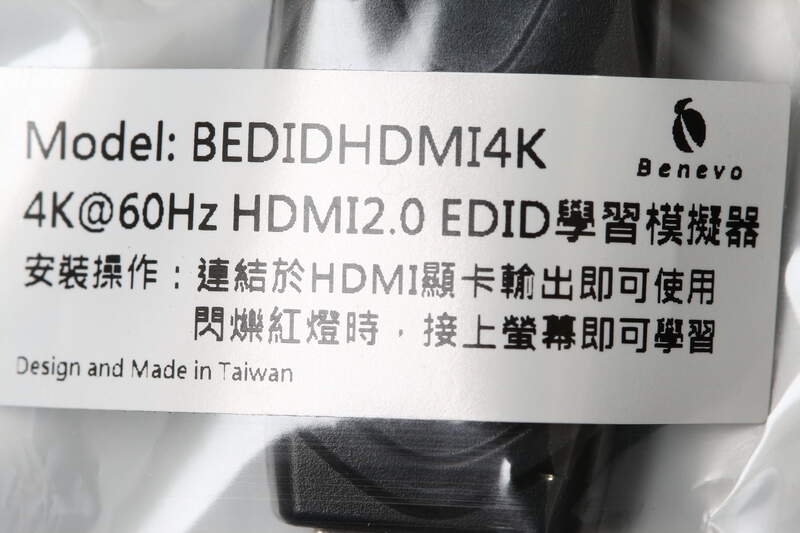 Model: BEDIDHDMI4K
Benevo
4K@60Hz HDMI2.0 EDID學習模擬器
安裝操作：連結於HDMI顯卡輸出即可使用
閃爍紅燈時，接上螢幕即可學習
Design and Made in Taiwan